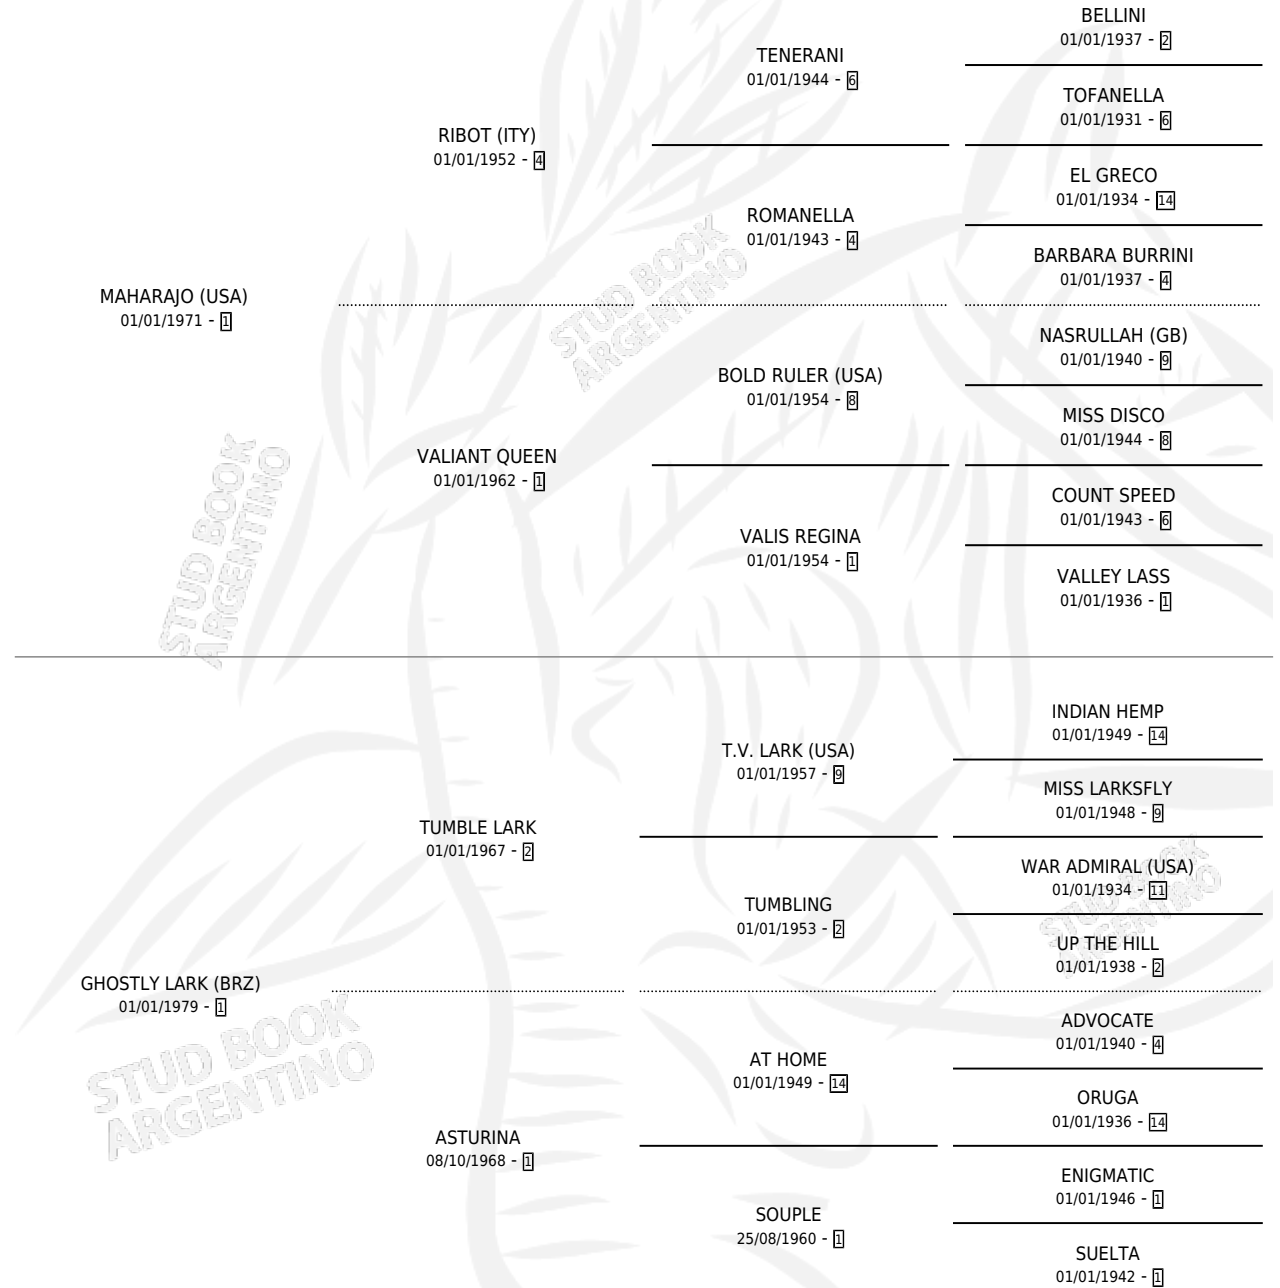 BELLINI
01/01/1937 - 2
TENERANI
01/01/1944 - 6
TOFANELLA
01/01/1931 - 6
RIBOT (ITY)
01/01/1952 - 4
EL GRECO
01/01/1934 - 14
ROMANELLA
01/01/1943 - 4
BARBARA BURRINI
01/01/1937 - 4
MAHARAJO (USA)
01/01/1971 - 1
NASRULLAH (GB)
01/01/1940 - 9
BOLD RULER (USA)
01/01/1954 - 8
MISS DISCO
01/01/1944 - 8
VALIANT QUEEN
01/01/1962 - 1
COUNT SPEED
01/01/1943 - 6
VALIS REGINA
01/01/1954 - 1
VALLEY LASS
01/01/1936 - 1
INDIAN HEMP
01/01/1949 - 14
T.V. LARK (USA)
01/01/1957 - 9
MISS LARKSFLY
01/01/1948 - 9
TUMBLE LARK
01/01/1967 - 2
WAR ADMIRAL (USA)
01/01/1934 - 11
TUMBLING
01/01/1953 - 2
UP THE HILL
01/01/1938 - 2
GHOSTLY LARK (BRZ)
01/01/1979 - 1
ADVOCATE
01/01/1940 - 4
AT HOME
01/01/1949 - 14
ORUGA
01/01/1936 - 14
ASTURINA
08/10/1968 - 1
ENIGMATIC
01/01/1946 - 1
SOUPLE
25/08/1960 - 1
SUELTA
01/01/1942 - 1
STUD BOOK
ARGENTINO
STUD BOOK
ARGENTINO
STUD BOOK
ARGENTINO
STUD BOOK
ARGENTINO